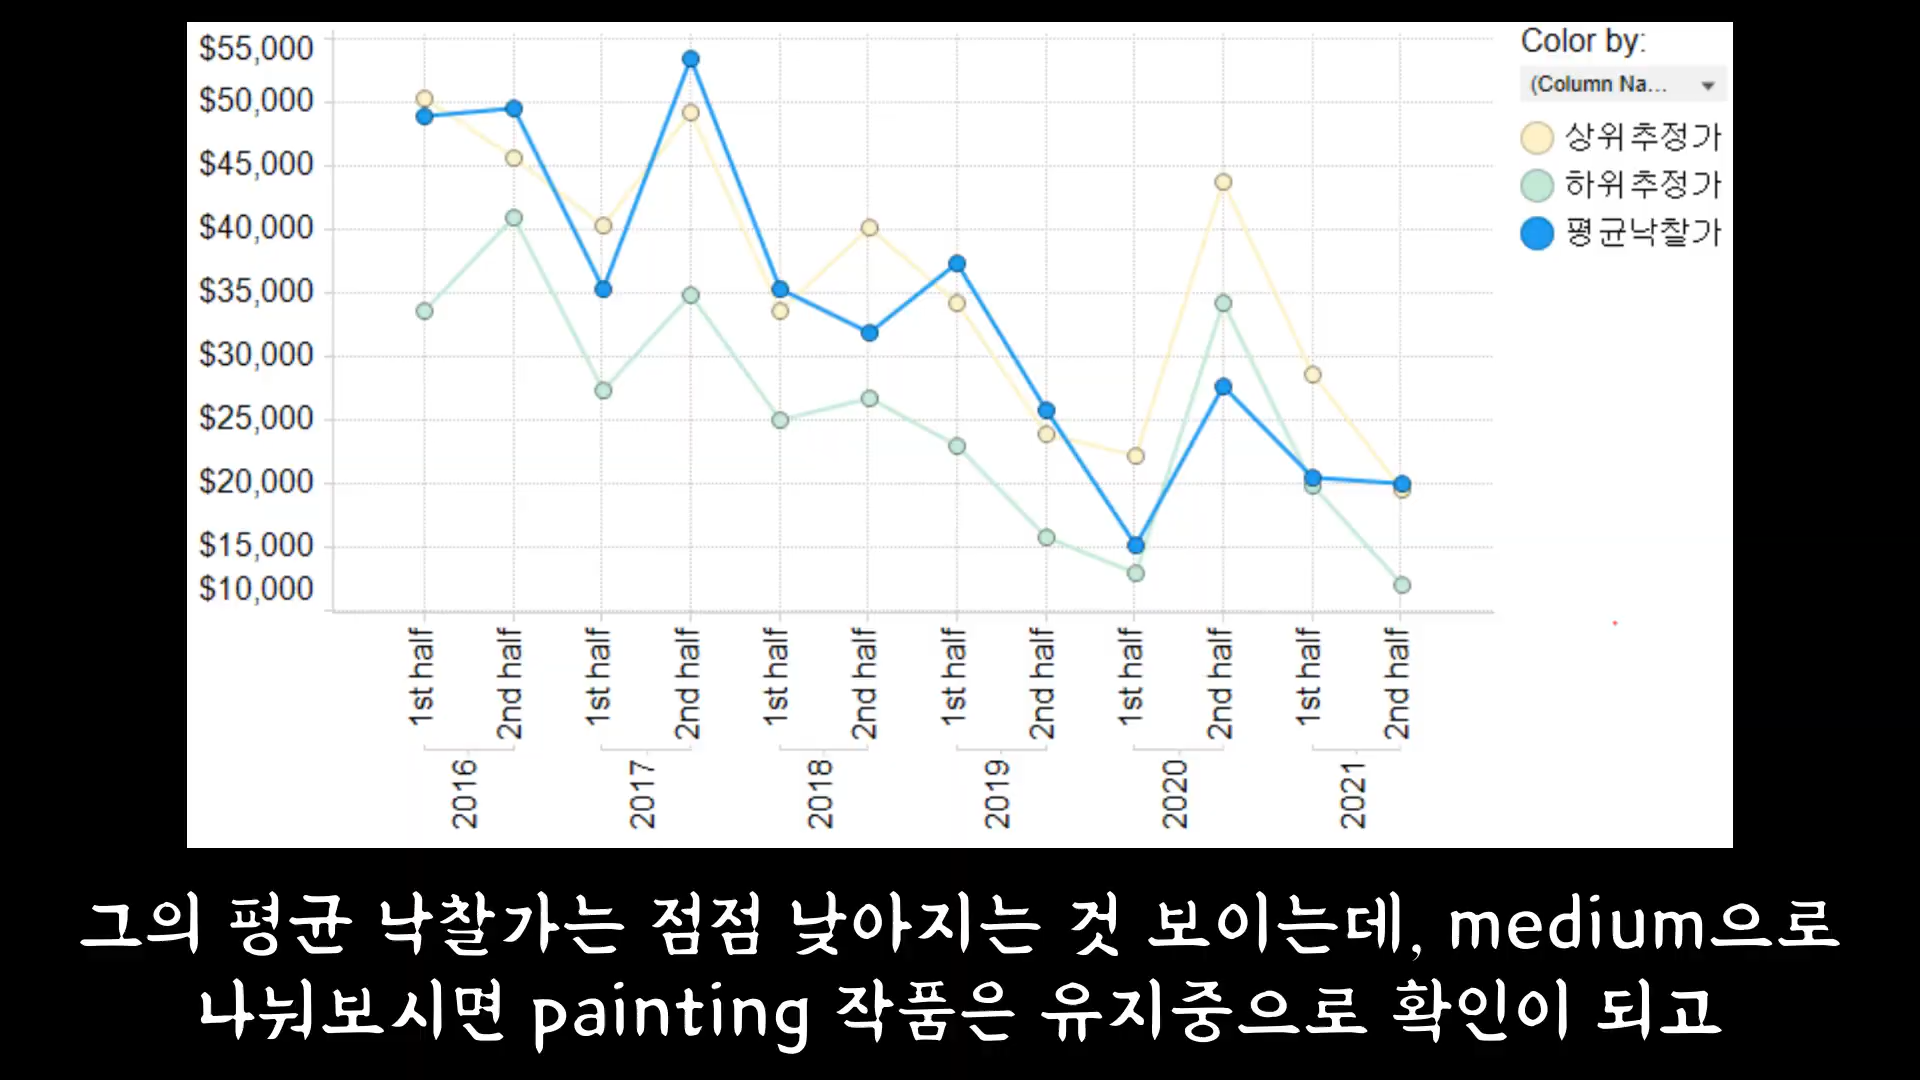 $55,000
$50,000
$45,000
$40,000
$35,000
$30,000
$25,000
$20,000
$15,000
$10,000
1st half
2nd half
1st half
2nd half
1st half
2nd half
1st half
2nd half
1st half
2nd half
1st half
2nd half
2016
2017
2018
2019
2020
2021
Color by:
(Column Na...
상위추정가
하위추정가
평균낙찰가
그의 평균 낙찰가는 점점 낮아지는 것 보이는데, medium으로
나눠보시면 painting 작품은 유지중으로 확인이 되고